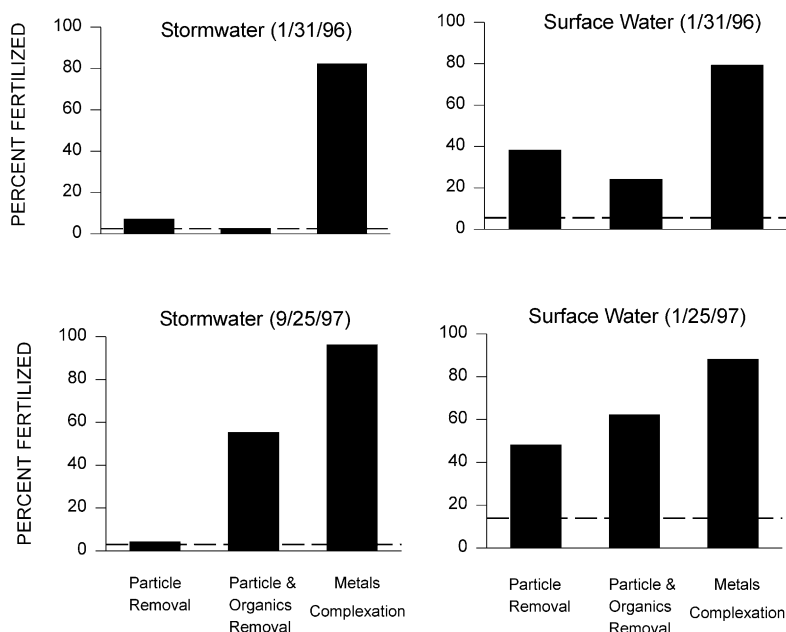 Stormwater (1/31/96)
PERCENT FERTILIZED
100
80
60
40
20
0
Surface Water (1/31/96)
100
80
60
40
20
0
Stormwater (9/25/97)
PERCENT FERTILIZED
100
80
60
40
20
0
Particle
Removal
Particle &
Organics
Removal
Metals
Complexation
Surface Water (1/25/97)
100
80
60
40
20
0
Particle
Removal
Particle &
Organics
Removal
Metals
Complexation